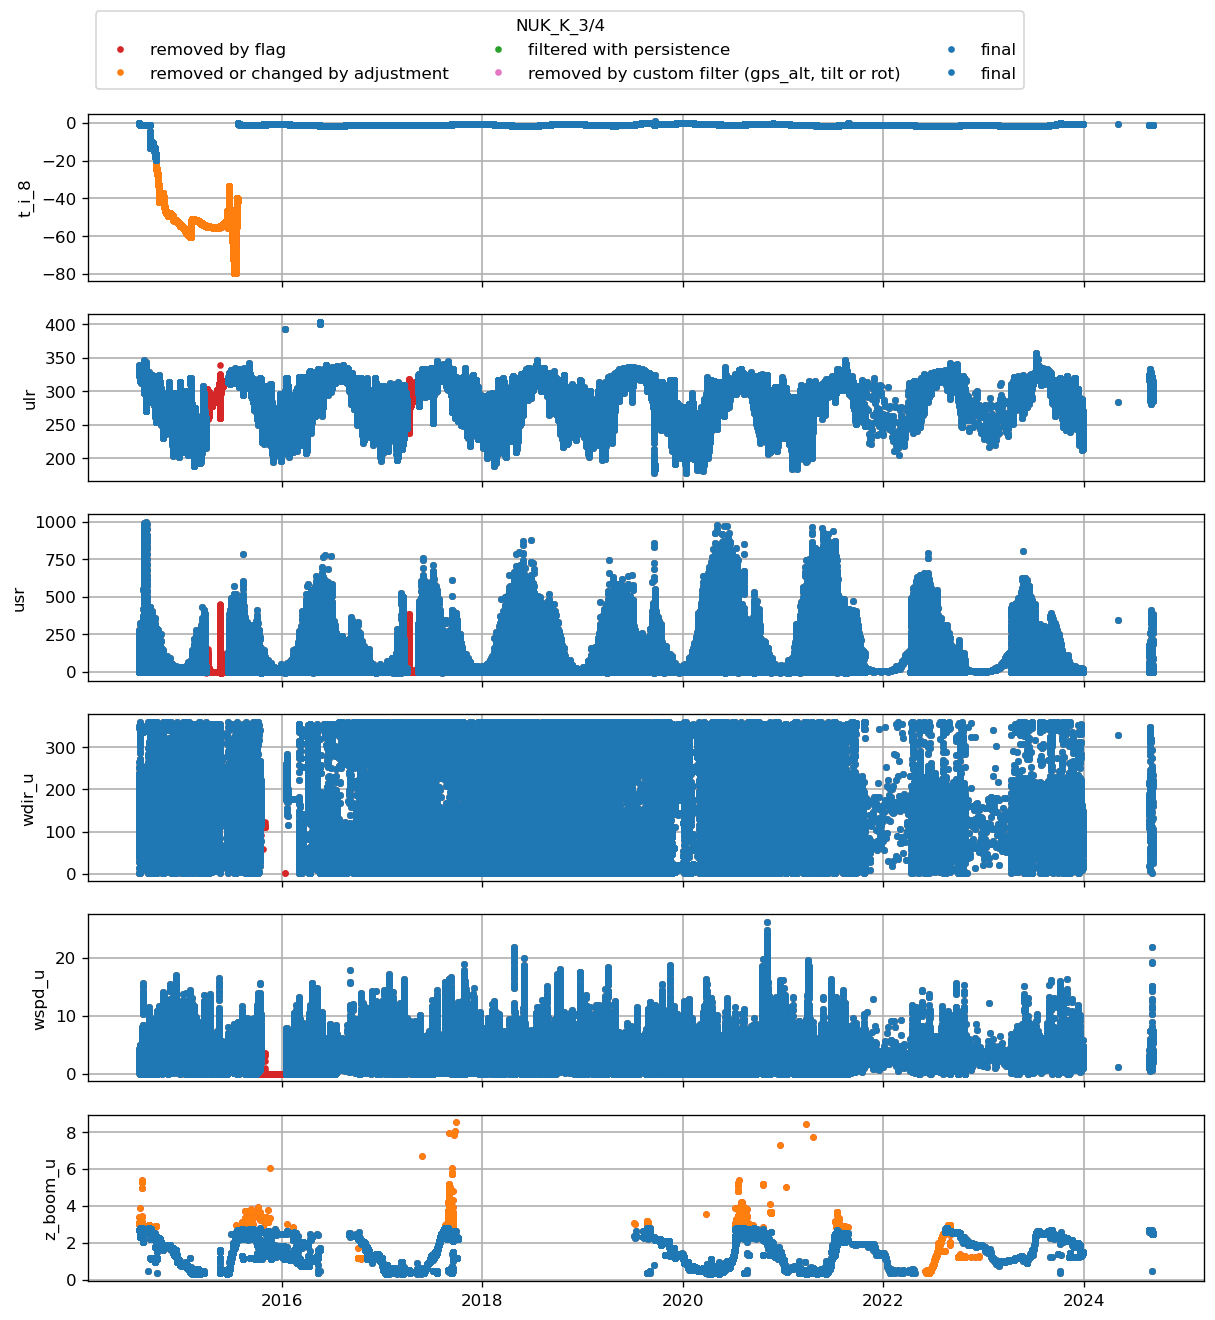 NUK_K_3/4
removed by flag
filtered with persistence
final
removed or changed by adjustment
removed by custom filter (gps_alt, tilt or rot)
final
t_i_8
0
−20
−40
−60
−80
ulr
400
350
300
250
200
usr
1000
750
500
250
0
wdir_u
300
200
100
0
wspd_u
20
10
0
z_boom_u
8
6
4
2
0
2016 2018 2020 2022 2024